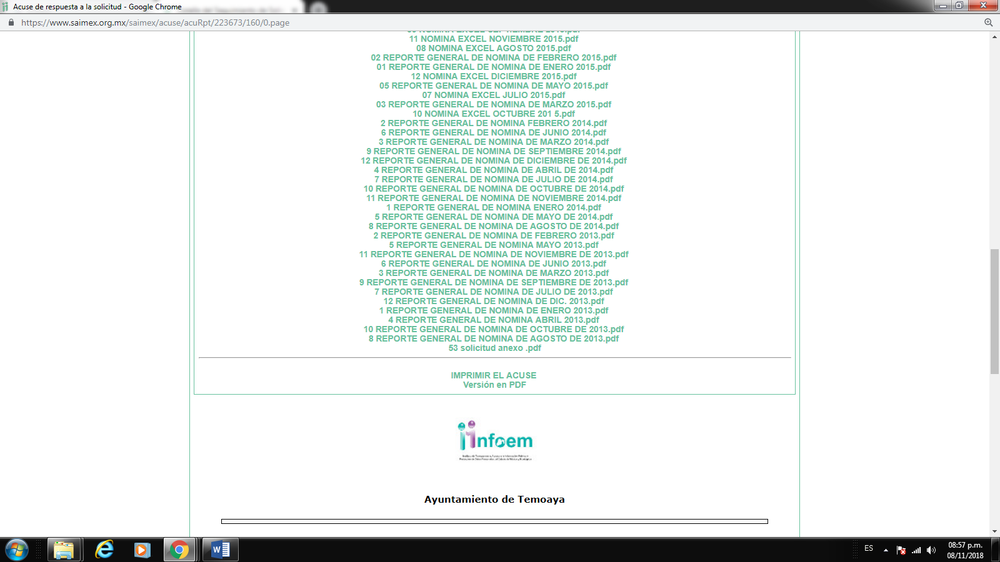 Acuse de respuesta a la solicitud - Google Chrome
https://www.saimex.org.mx/saimex/acuse/acuRpt/223673/160/0.page
11 NOMINA EXCEL NOVIEMBRE 2015.pdf
08 NOMINA EXCEL AGOSTO 2015.pdf
02 REPORTE GENERAL DE NOMINA DE FEBRERO 2015.pdf
01 REPORTE GENERAL DE NOMINA DE ENERO 2015.pdf
12 NOMINA EXCEL DICIEMBRE 2015.pdf
05 REPORTE GENERAL DE NOMINA DE MAYO 2015.pdf
07 NOMINA EXCEL JULIO 2015.pdf
03 REPORTE GENERAL DE NOMINA DE MARZO 2015.pdf
10 NOMINA EXCEL OCTUBRE 201 5.pdf
2 REPORTE GENERAL DE NOMINA FEBRERO 2014.pdf
6 REPORTE GENERAL DE NOMINA DE JUNIO 2014.pdf
3 REPORTE GENERAL DE NOMINA DE MARZO 2014.pdf
9 REPORTE GENERAL DE NOMINA DE SEPTIEMBRE 2014.pdf
12 REPORTE GENERAL DE NOMINA DE DICIEMBRE DE 2014.pdf
4 REPORTE GENERAL DE NOMINA DE ABRIL DE 2014.pdf
7 REPORTE GENERAL DE NOMINA DE JULIO DE 2014.pdf
10 REPORTE GENERAL DE NOMINA DE OCTUBRE DE 2014.pdf
11 REPORTE GENERAL DE NOMINA DE NOVIEMBRE 2014.pdf
1 REPORTE GENERAL DE NOMINA ENERO 2014.pdf
5 REPORTE GENERAL DE NOMINA DE MAYO DE 2014.pdf
8 REPORTE GENERAL DE NOMINA DE AGOSTO DE 2014.pdf
2 REPORTE GENERAL DE NOMINA DE FEBRERO 2013.pdf
5 REPORTE GENERAL DE NOMINA MAYO 2013.pdf
11 REPORTE GENERAL DE NOMINA DE NOVIEMBRE DE 2013.pdf
6 REPORTE GENERAL DE NOMINA DE JUNIO 2013.pdf
3 REPORTE GENERAL DE NOMINA DE MARZO 2013.pdf
9 REPORTE GENERAL DE NOMINA DE SEPTIEMBRE DE 2013.pdf
7 REPORTE GENERAL DE NOMINA DE JULIO DE 2013.pdf
12 REPORTE GENERAL DE NOMINA DE DIC. 2013.pdf
1 REPORTE GENERAL DE NOMINA DE ENERO 2013.pdf
4 REPORTE GENERAL DE NOMINA ABRIL 2013.pdf
10 REPORTE GENERAL DE NOMINA DE OCTUBRE DE 2013.pdf
8 REPORTE GENERAL DE NOMINA DE AGOSTO DE 2013.pdf
53 solicitud anexo .pdf
IMPRIMIR EL ACUSE
Versión en PDF
infoem
Ayuntamiento de Temoaya
ES
08:57 p.m.
08/11/2018